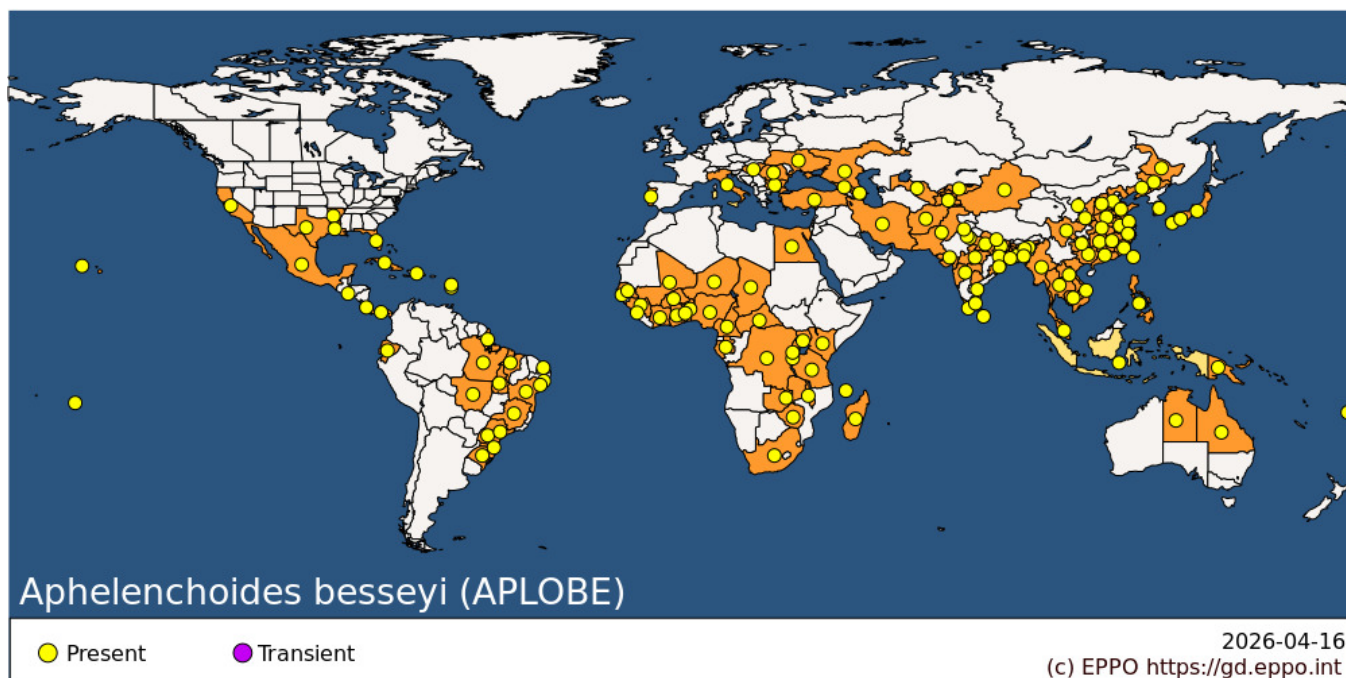 Aphelenchoides besseyi (APLOBE)
Present
Transient
2026-04-16
(c) EPPO https://gd.eppo.int